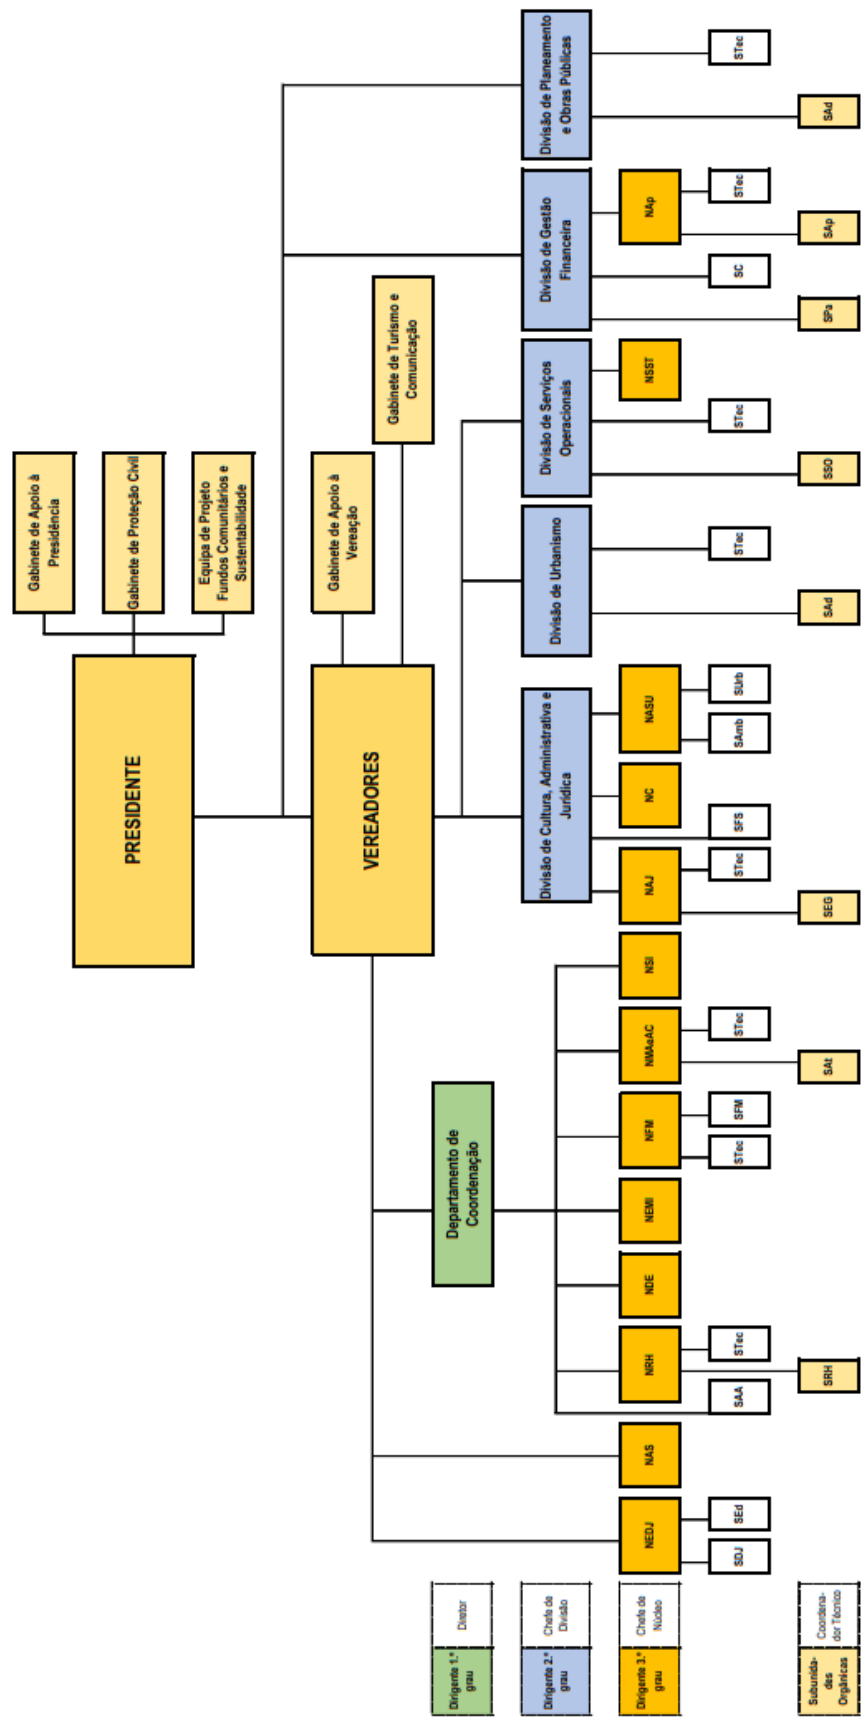 Gabinete de Apoio à
Presidência
Gabinete de Proteção Civil
Equipa de Projeto
Fundos Comunitários e
Sustentabilidade
PRESIDENTE
Gabinete de Apoio à
Vereação
Gabinete de Turismo e
Comunicação
VEREADORES
Dirigente 1.º
grau
Diretor
Departamento de
Coordenação
Dirigente 2.º
grau
Chefe de
Divisão
Divisão de Cultura, Administrativa e
Jurídica
Divisão de Urbanismo
Divisão de Serviços
Operacionais
Divisão de Gestão
Financeira
Divisão de Planeamento
e Obras Públicas
Dirigente 3.º
grau
Chefe de
Núcleo
NEDJ
NAS
NRH
NDE
NEMI
NFM
NMAeAC
NSI
NAJ
NC
NASU
NSST
NAp
SDJ
SEd
SAA
STec
STec
SFM
STec
STec
SFS
SAmb
SUrb
STec
STec
SC
STec
STec
Subunida-
des
Orgânicas
Coordena-
dor Técnico
SRH
SAt
SEG
SAd
SSO
SPa
SAp
SAd